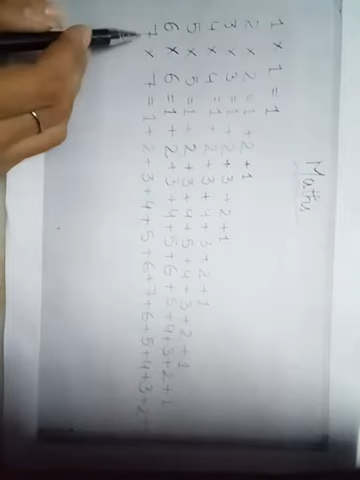 Maths
1 × 1 = 1
2 × 2 = 1 + 2 + 1
3 × 3 = 1 + 2 + 3 + 2 + 1
4 × 4 = 1 + 2 + 3 + 4 + 3 + 2 + 1
5 × 5 = 1 + 2 + 3 + 4 + 5 + 4 + 3 + 2 + 1
6 × 6 = 1 + 2 + 3 + 4 + 5 + 6 + 5 + 4 + 3 + 2 + 1
7 × 7 = 1 + 2 + 3 + 4 + 5 + 6 + 7 + 6 + 5 + 4 + 3 + 2 +